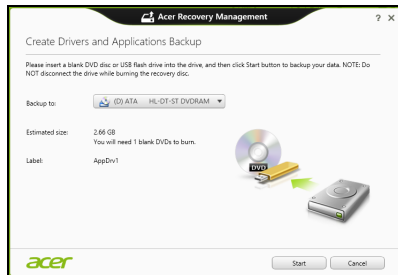 Acer Recovery Management
? X
Create Drivers and Applications Backup
Please insert a blank DVD disc or USB flash drive into the drive, and then click Start button to backup your data. NOTE: Do
NOT disconnect the drive while burning the recovery disc.
Backup to: (D) ATA HL-DT-ST DVDRAM
Estimated size: 2.66 GB
You will need 1 blank DVDs to burn.
Label: AppDrv1
DVD
acer
Start Cancel